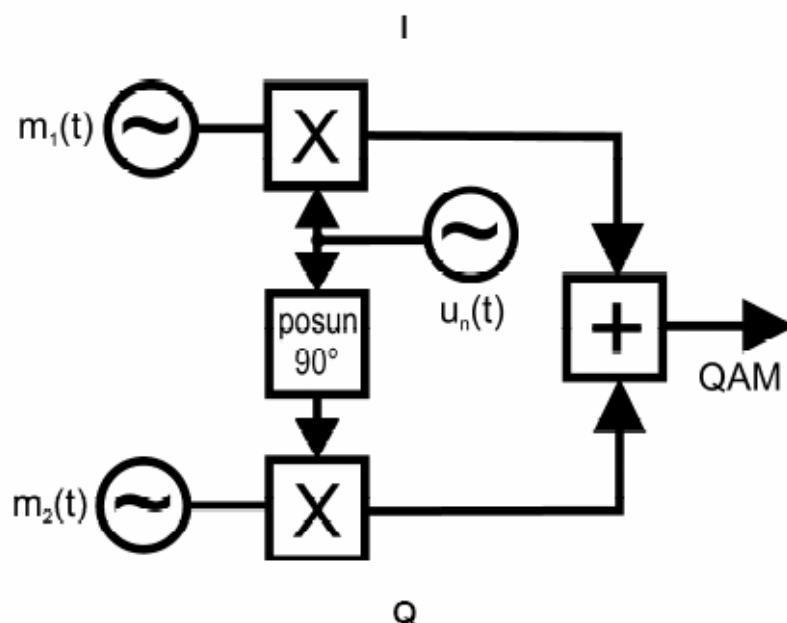 I
m₁(t)
~
X
~
uₙ(t)
posun
90°
+
QAM
m₂(t)
~
X
Q